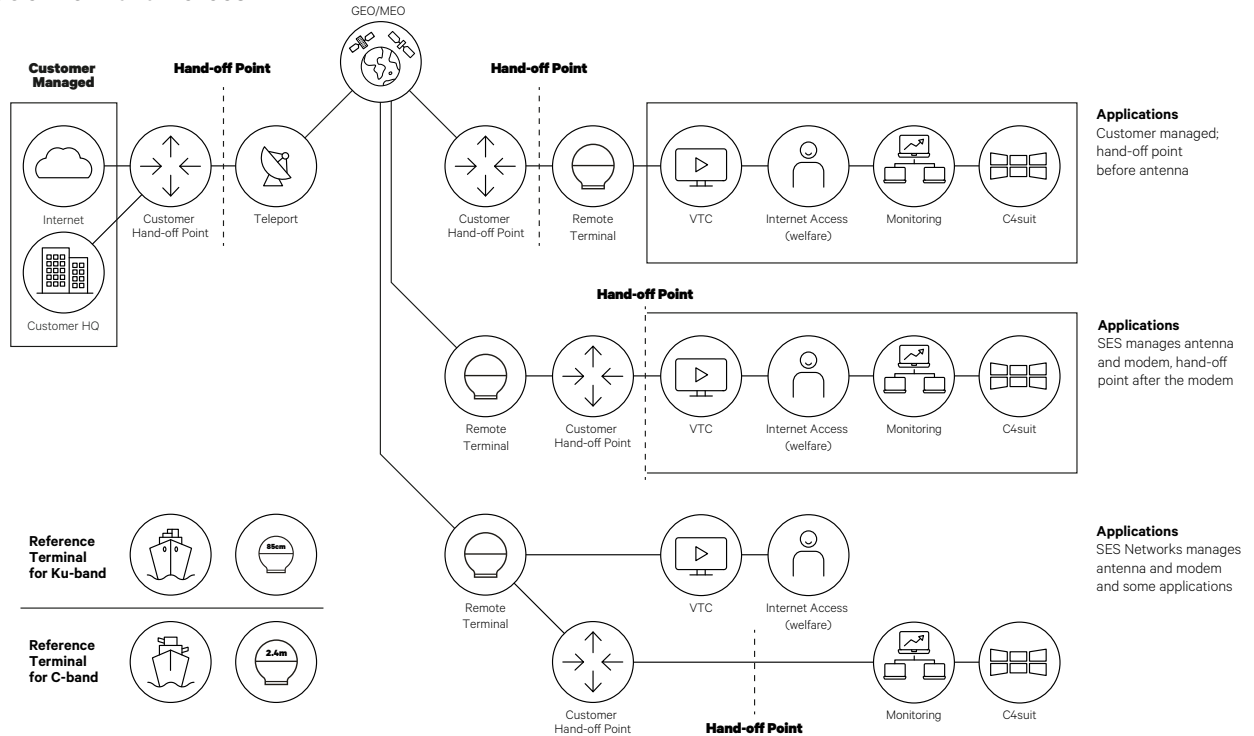 GEO/MEO
Customer
Managed
Hand-off Point
Hand-off Point
Internet
Customer
Hand-off Point
Teleport
Customer HQ
Customer
Hand-off Point
Remote
Terminal
VTC
Internet Access
(welfare)
Monitoring
C4suit
Applications
Customer managed;
hand-off point
before antenna
Hand-off Point
Remote
Terminal
Customer
Hand-off Point
VTC
Internet Access
(welfare)
Monitoring
C4suit
Applications
SES manages antenna
and modem, hand-off
point after the modem
Remote
Terminal
VTC
Internet Access
(welfare)
Applications
SES Networks manages
antenna and modem
and some applications
Customer
Hand-off Point
Hand-off Point
Monitoring
C4suit
Reference
Terminal
for Ku-band
85cm
Reference
Terminal
for C-band
2.4m